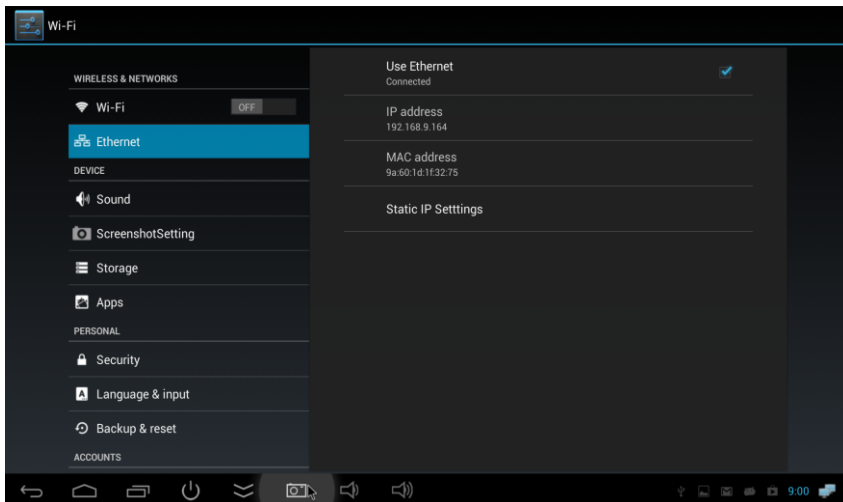 Wi-Fi
WIRELESS & NETWORKS
Wi-Fi OFF
Ethernet
DEVICE
Sound
ScreenshotSetting
Storage
Apps
PERSONAL
Security
Language & input
Backup & reset
ACCOUNTS
Use Ethernet
Connected
IP address
192.168.9.164
MAC address
9a:60:1d:1f:32:75
Static IP Setttings
9:00